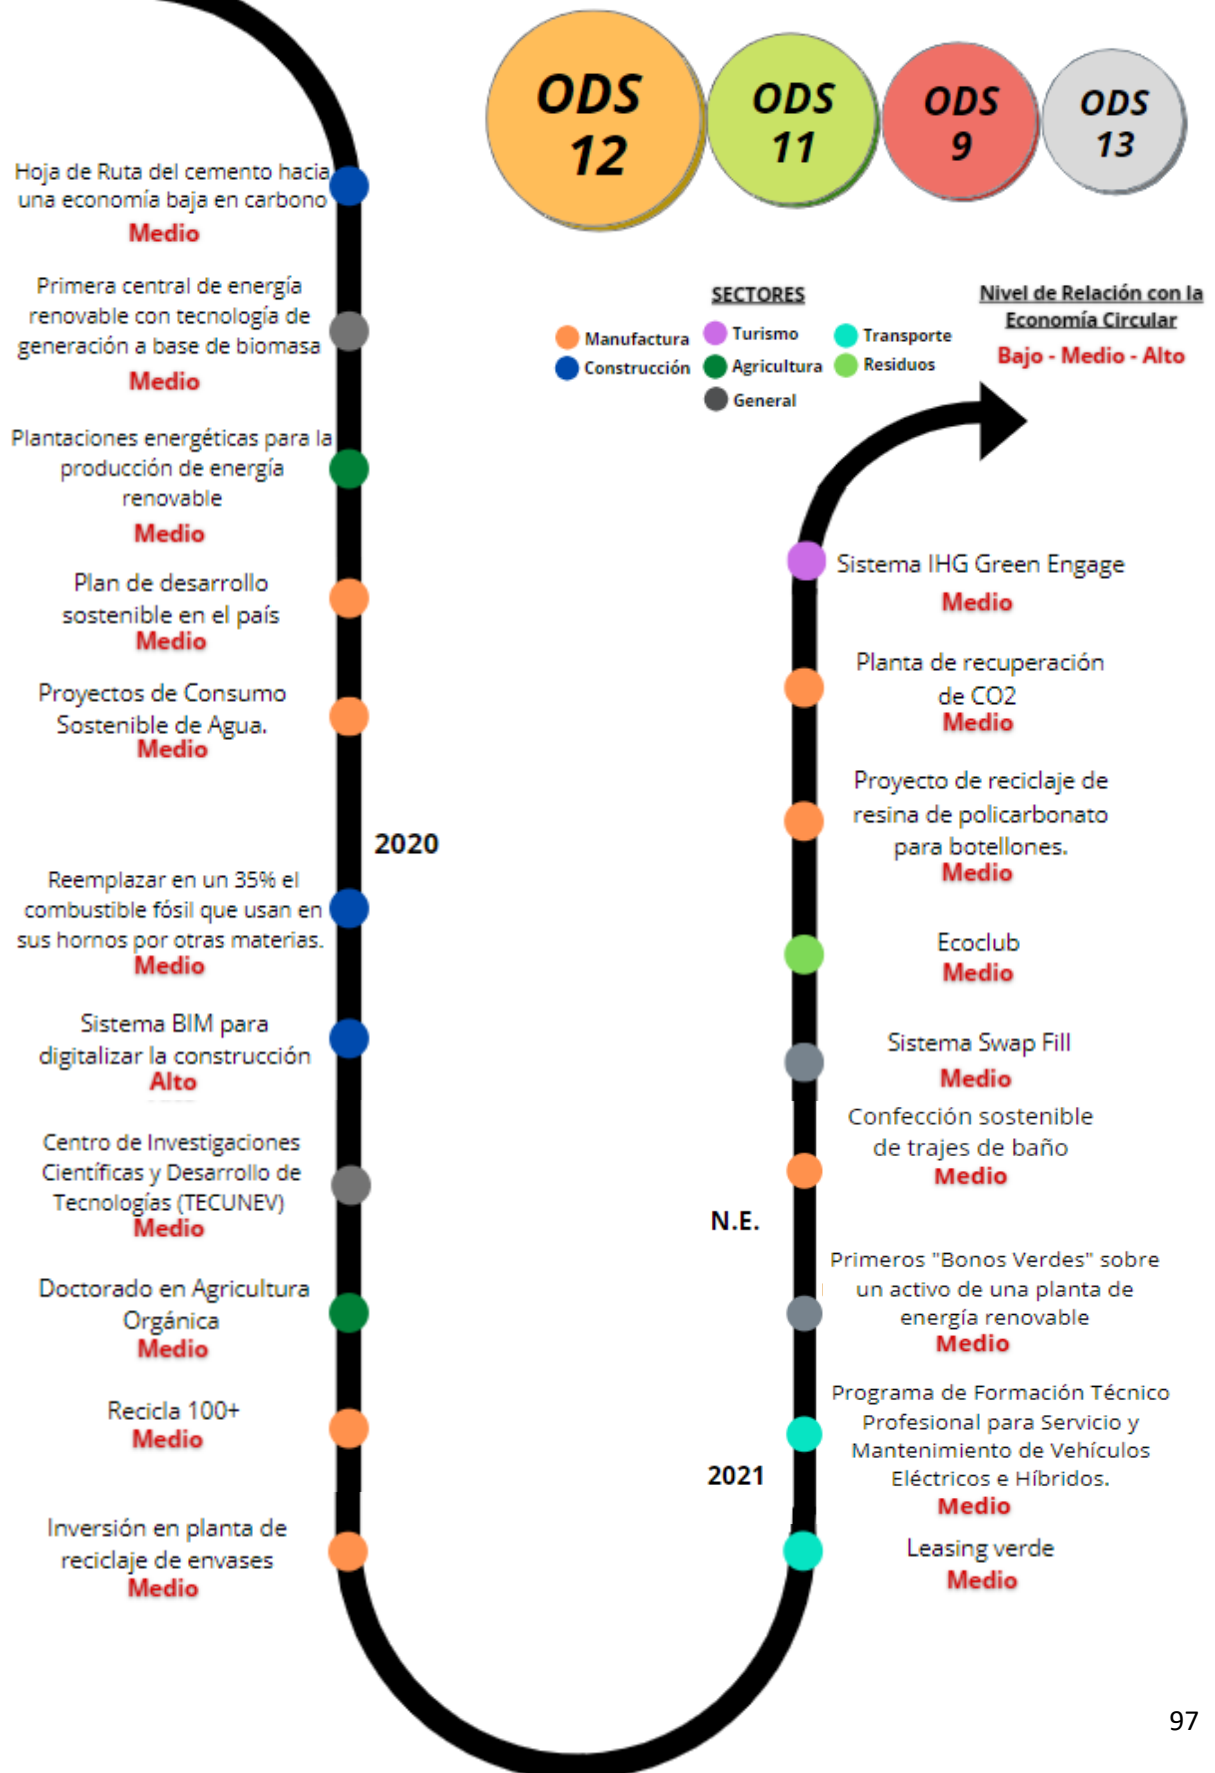 ODS
12
ODS
11
ODS
9
ODS
13
SECTORES
Manufactura
Construcción
Turismo
Agricultura
General
Transporte
Residuos
Nivel de Relación con la
Economía Circular
Bajo - Medio - Alto
Hoja de Ruta del cemento hacia
una economía baja en carbono
Medio
Primera central de energía
renovable con tecnología de
generación a base de biomasa
Medio
Plantaciones energéticas para la
producción de energía
renovable
Medio
Plan de desarrollo
sostenible en el país
Medio
Proyectos de Consumo
Sostenible de Agua.
Medio
2020
Reemplazar en un 35% el
combustible fósil que usan en
sus hornos por otras materias.
Medio
Sistema BIM para
digitalizar la construcción
Alto
Centro de Investigaciones
Científicas y Desarrollo de
Tecnologías (TECUNEV)
Medio
Doctorado en Agricultura
Orgánica
Medio
Recicla 100+
Medio
Inversión en planta de
reciclaje de envases
Medio
Sistema IHG Green Engage
Medio
Planta de recuperación
de CO2
Medio
Proyecto de reciclaje de
resina de policarbonato
para botellones.
Medio
Ecoclub
Medio
Sistema Swap Fill
Medio
Confección sostenible
de trajes de baño
Medio
N.E.
Primeros "Bonos Verdes" sobre
un activo de una planta de
energía renovable
Medio
Programa de Formación Técnico
Profesional para Servicio y
Mantenimiento de Vehículos
Eléctricos e Híbridos.
Medio
2021
Leasing verde
Medio
97